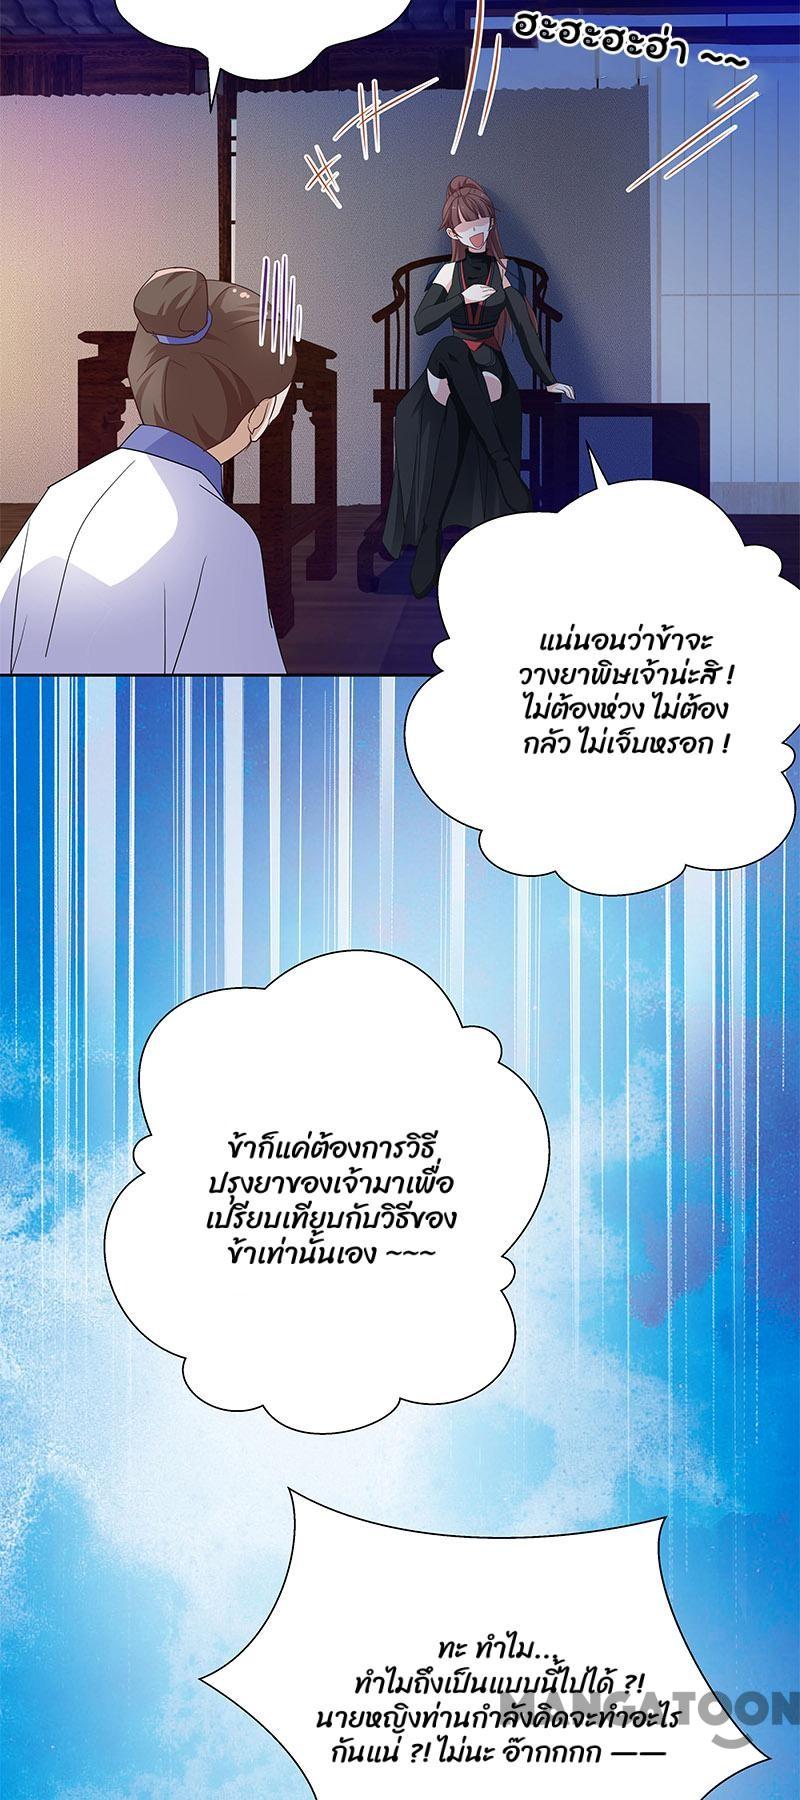 ฮะฮะฮะฮ่า ~~
แน่นอนว่าข้าจะ
วางยาพิษเจ้าน่ะสิ !
ไม่ต้องห่วง ไม่ต้อง
กลัว ไม่เจ็บหรอก !
ข้าก็แค่ต้องการวิธี
ปรุงยาของเจ้ามาเพื่อ
เปรียบเทียบกับวิธีของ
ข้าเท่านั้นเอง ~~~
ทะ ทำไม...
ทำไมถึงเป็นแบบนี้ไปได้ ?!
นายหญิงท่านกำลังคิดจะทำอะไร
กันแน่ ?! ไม่นะ อ๊ากกกก ——
MANGATOON